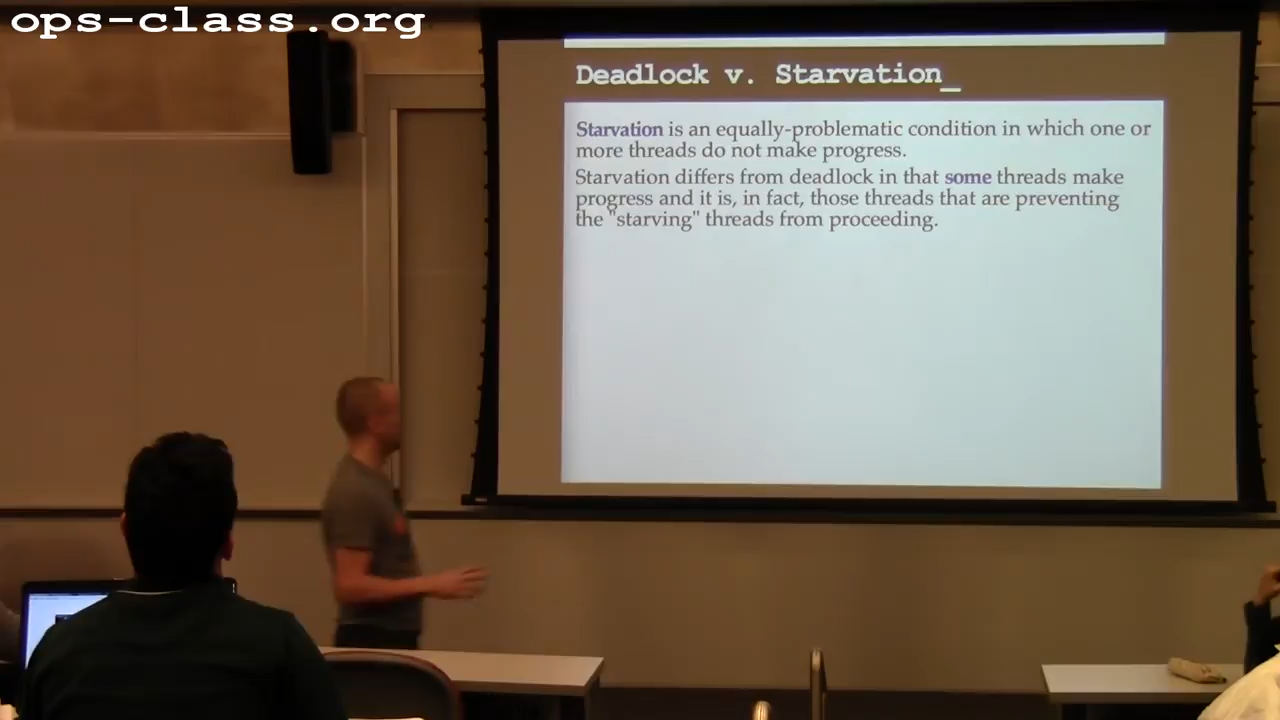 ops-class.org
Deadlock v. Starvation_
Starvation is an equally-problematic condition in which one or
more threads do not make progress.
Starvation differs from deadlock in that some threads make
progress and it is, in fact, those threads that are preventing
the "starving" threads from proceeding.